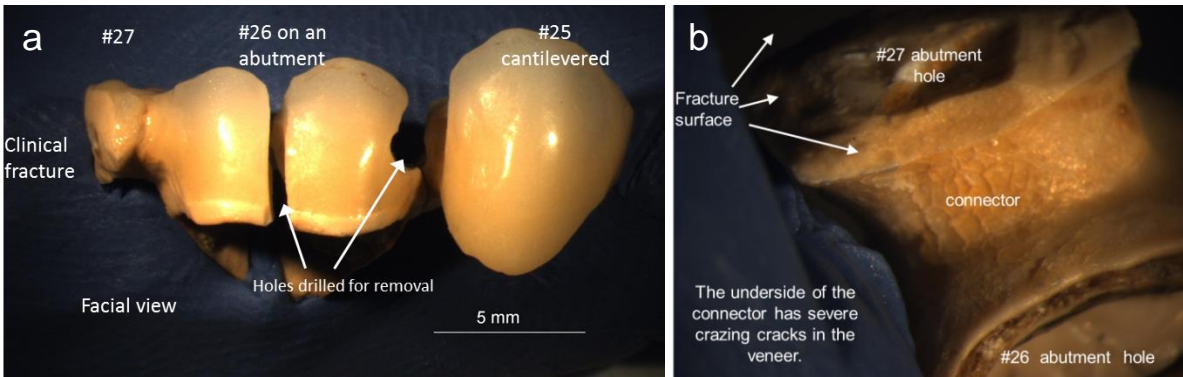 a
#27
#26 on an
abutment
#25
cantilevered
Clinical
fracture
Holes drilled for removal
Facial view
5 mm
b
#27 abutment
hole
Fracture
surface
connector
The underside of the
connector has severe
crazing cracks in the
veneer.
#26 abutment hole